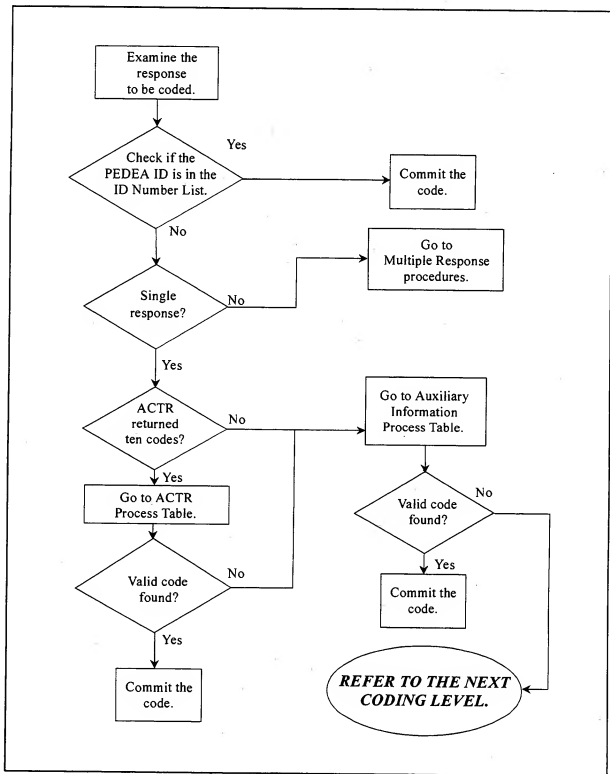 Examine the
response
to be coded.
Yes
Check if the
PEDEA ID is in the
ID Number List.
Commit the
code.
No
Go to
Multiple Response
procedures.
Single
response?
No
Yes
ACTR
returned
ten codes?
No
Go to Auxiliary
Information
Process Table.
Yes
Go to ACTR
Process Table.
Valid code
found?
No
Yes
Commit the
code.
Valid code
found?
No
Yes
Commit the
code.
REFER TO THE NEXT
CODING LEVEL.